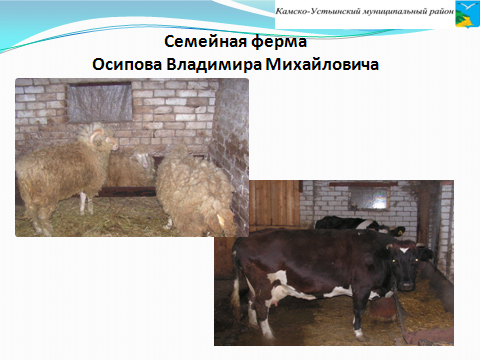 Камско-Устьинский муниципальный район
Семейная ферма
Осипова Владимира Михайловича